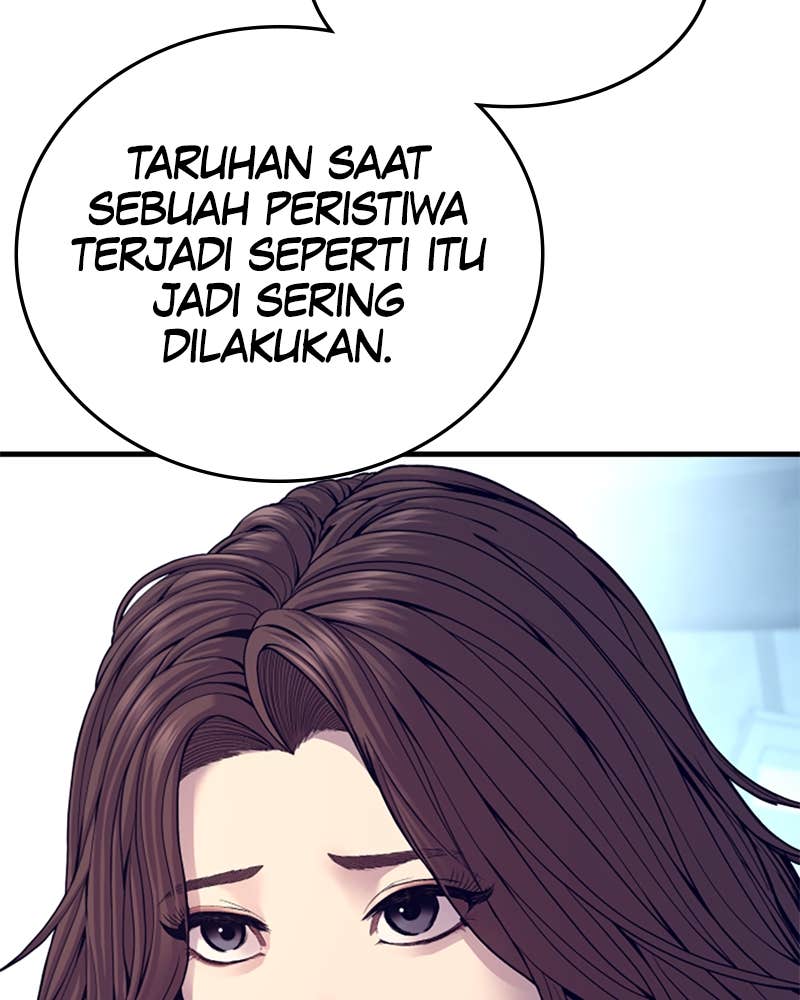 TARUHAN SAAT
SEBUAH PERISTIWA
TERJADI SEPERTI ITU
JADI SERING
DILAKUKAN.